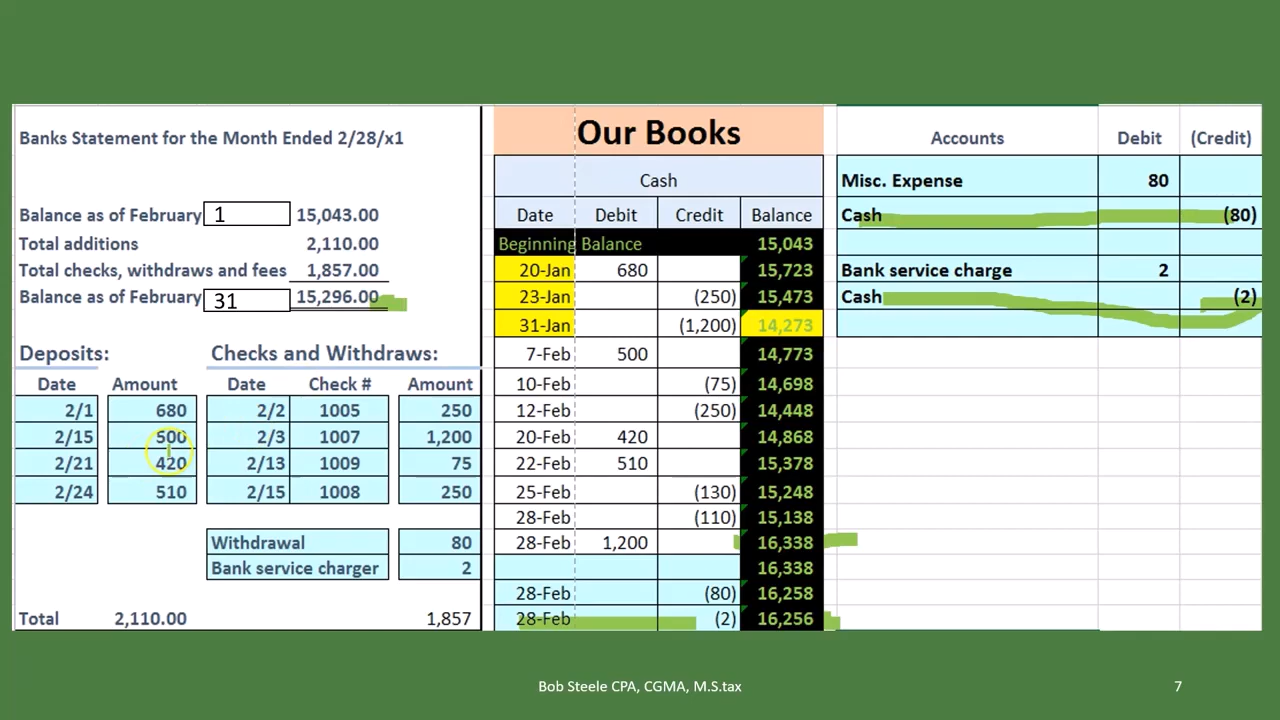 Banks Statement for the Month Ended 2/28/x1
Balance as of February 1 15,043.00
Total additions 2,110.00
Total checks, withdraws and fees 1,857.00
Balance as of February 31 15,296.00
Deposits: Checks and Withdraws:
Date Amount Date Check # Amount
2/1 680 2/2 1005 250
2/15 500 2/3 1007 1,200
2/21 420 2/13 1009 75
2/24 510 2/15 1008 250
Withdrawal 80
Bank service charger 2
Total 2,110.00 1,857
Our Books
Cash
Date Debit Credit Balance
Beginning Balance 15,043
20-Jan 680 15,723
23-Jan (250) 15,473
31-Jan (1,200) 14,273
7-Feb 500 14,773
10-Feb (75) 14,698
12-Feb (250) 14,448
20-Feb 420 14,868
22-Feb 510 15,378
25-Feb (130) 15,248
28-Feb (110) 15,138
28-Feb 1,200 16,338
16,338
28-Feb (80) 16,258
28-Feb (2) 16,256
Accounts Debit (Credit)
Misc. Expense 80
Cash (80)
Bank service charge 2
Cash (2)
Bob Steele CPA, CGMA, M.S.tax 7